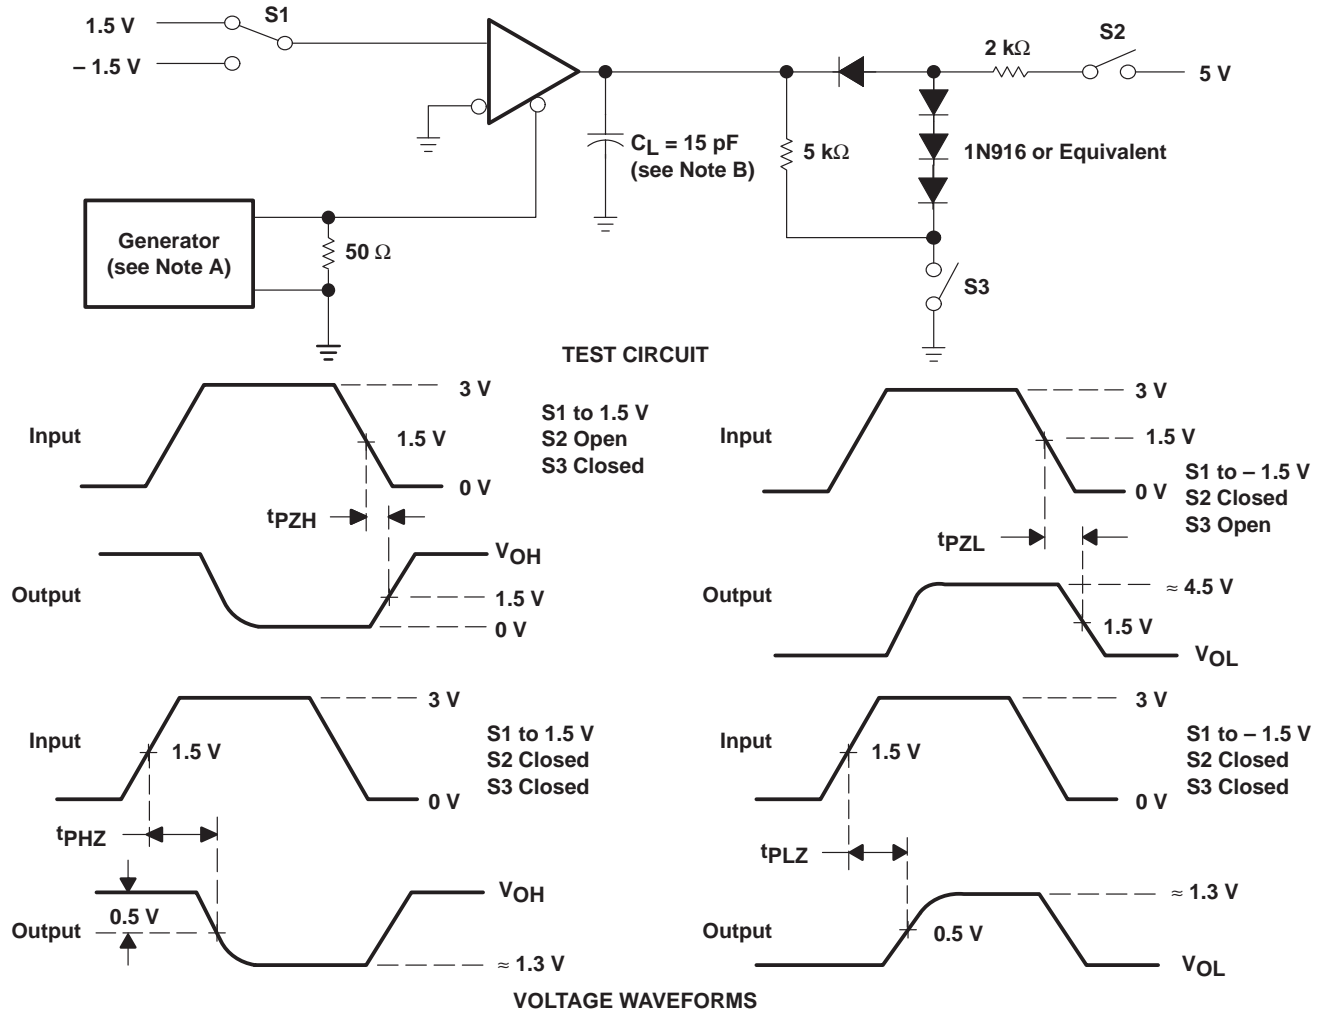 1.5 V
S1
– 1.5 V
2 kΩ
S2
5 V
CL = 15 pF
(see Note B)
5 kΩ
1N916 or Equivalent
Generator
(see Note A)
50 Ω
S3
TEST CIRCUIT
Input
3 V
1.5 V
0 V
S1 to 1.5 V
S2 Open
S3 Closed
tPZH
Output
VOH
1.5 V
0 V
Input
3 V
1.5 V
0 V
S1 to – 1.5 V
S2 Closed
S3 Open
tPZL
Output
≈ 4.5 V
1.5 V
VOL
Input
3 V
1.5 V
0 V
S1 to 1.5 V
S2 Closed
S3 Closed
tPHZ
Output
0.5 V
VOH
≈ 1.3 V
Input
3 V
1.5 V
0 V
S1 to – 1.5 V
S2 Closed
S3 Closed
tPLZ
Output
≈ 1.3 V
0.5 V
VOL
VOLTAGE WAVEFORMS